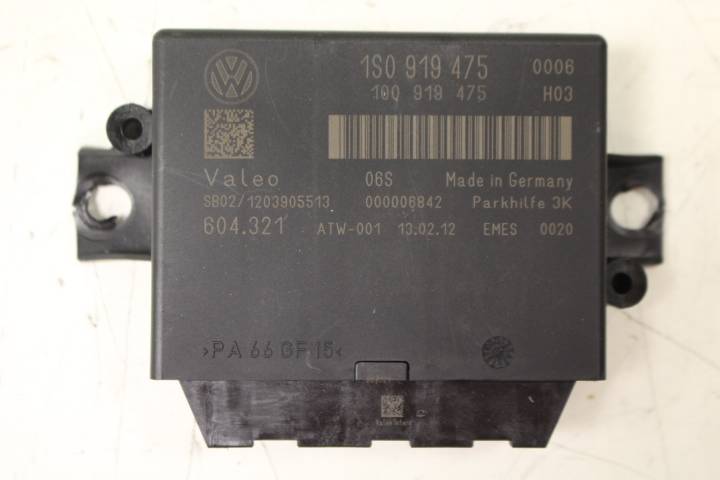 1S0 919 475 0006
1Q0 919 475 H03
Valeo 06S Made in Germany
SB02/1203905513 000006842 Parkhilfe 3K
604.321 ATW-001 13.02.12 EMES 0020
>PA 66 GF 15<